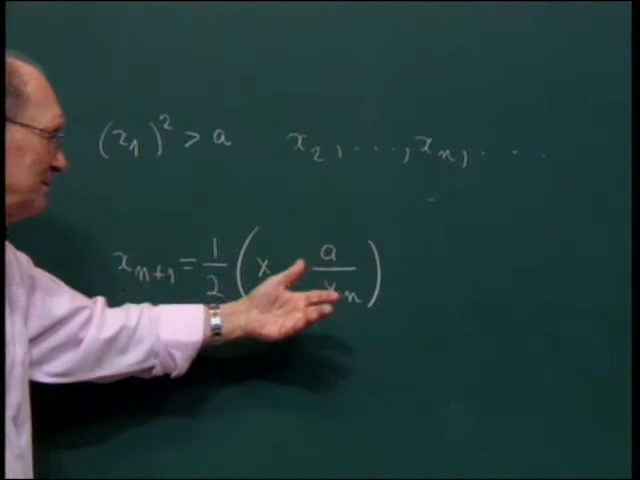 (x₁)² > a    x₂, ..., xₙ, ...
xₙ₊₁ = 1/2 (x  a/xₙ)